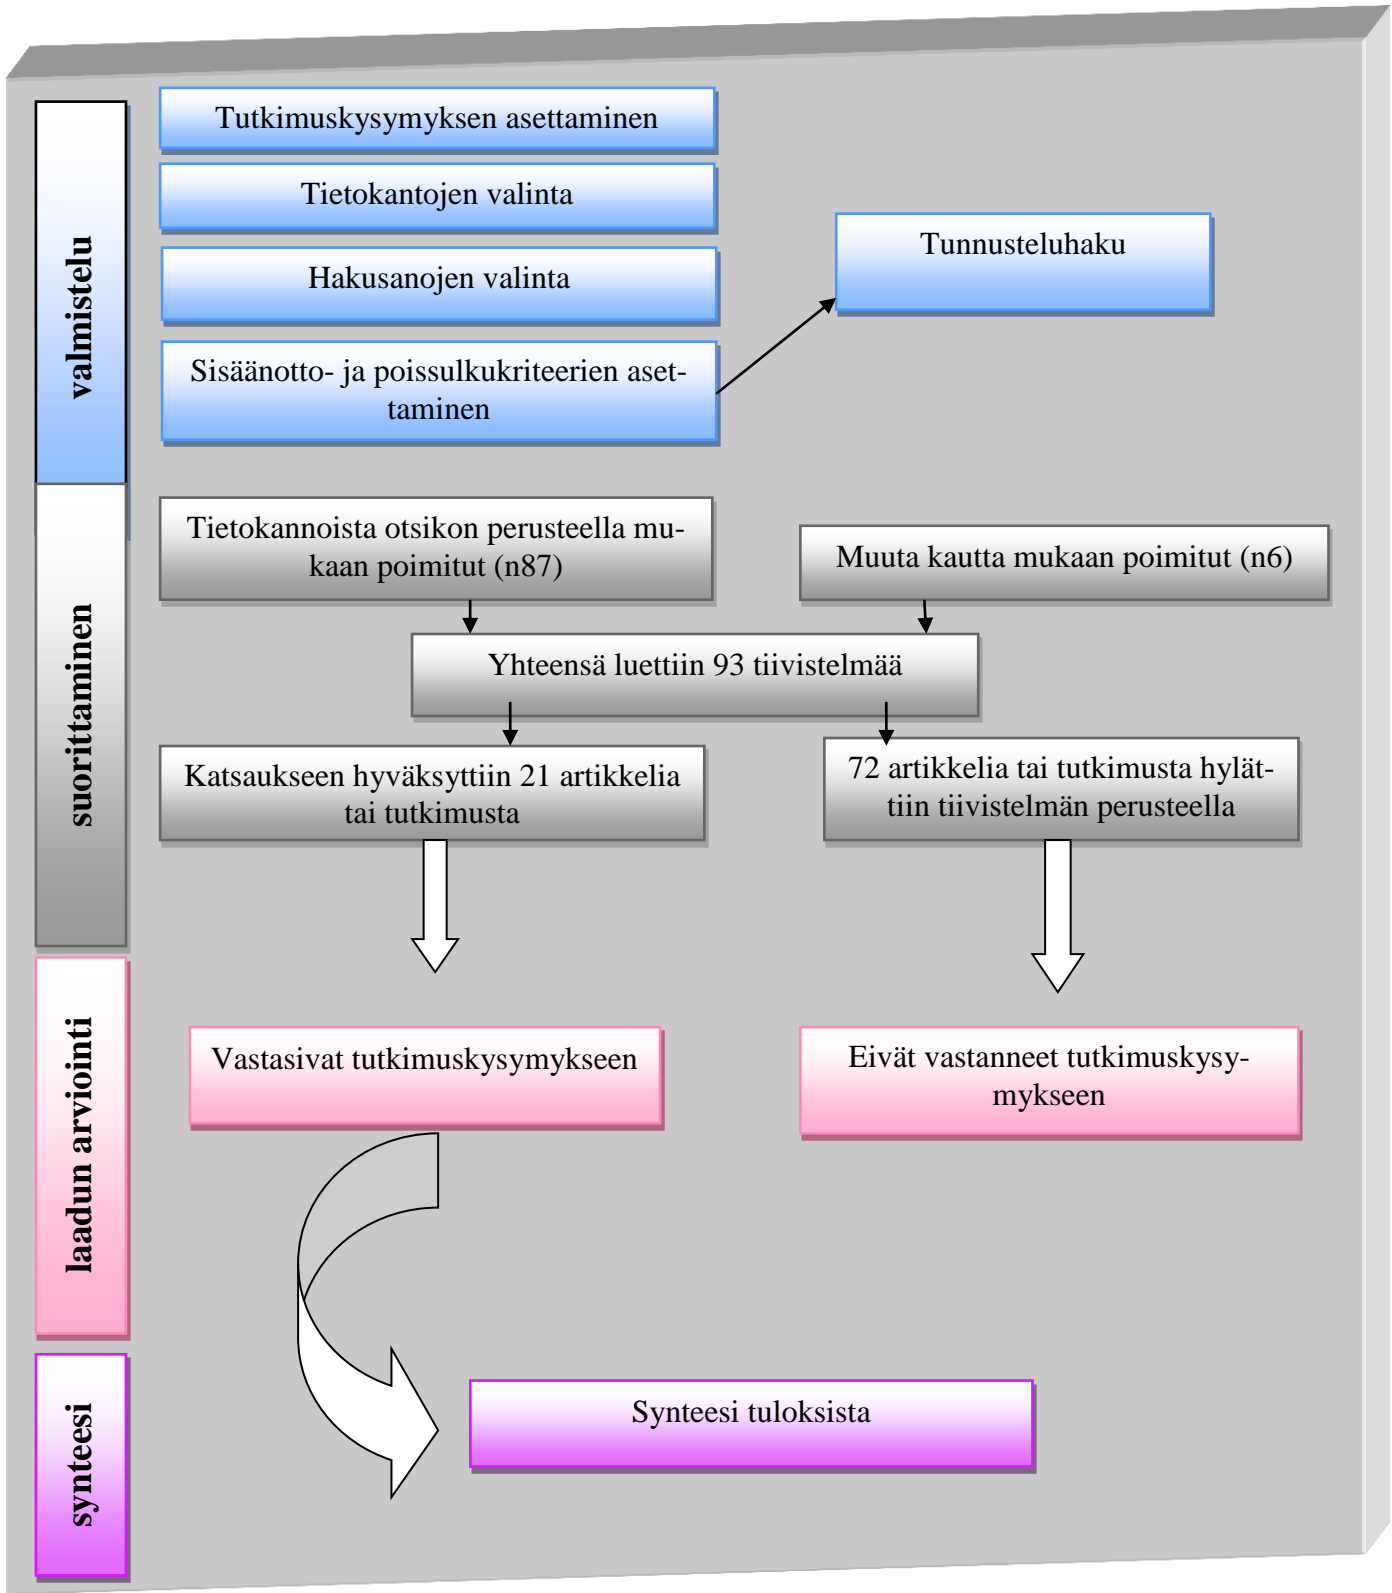 valmistelu
Tutkimuskysymyksen asettaminen
Tietokantojen valinta
Hakusanojen valinta
Sisäänotto- ja poissulkukriteerien aset-
taminen
Tunnusteluhaku
suorittaminen
Tietokannoista otsikon perusteella mu-
kaan poimitut (n87)
Muuta kautta mukaan poimitut (n6)
Yhteensä luettiin 93 tiivistelmää
Katsaukseen hyväksyttiin 21 artikkelia
tai tutkimusta
72 artikkelia tai tutkimusta hylät-
tiin tiivistelmän perusteella
laadun arviointi
Vastasivat tutkimuskysymykseen
Eivät vastanneet tutkimuskysy-
mykseen
synteesi
Synteesi tuloksista